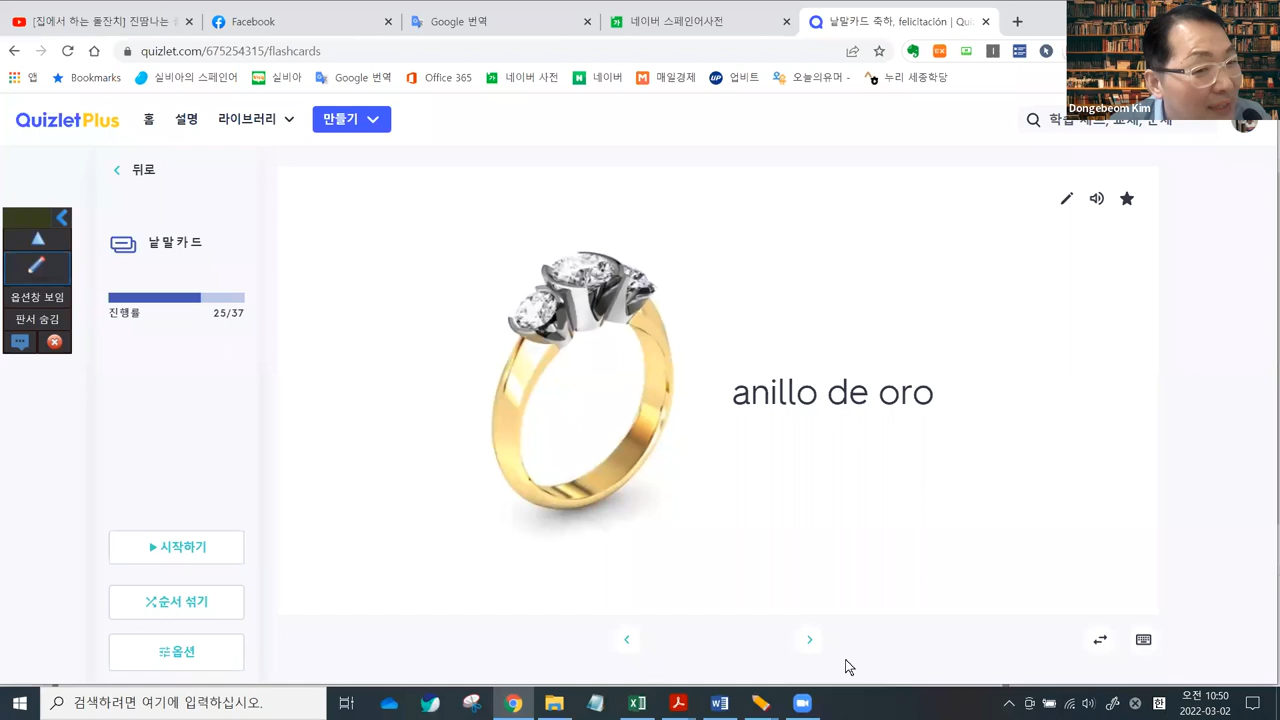 [집에서 하는 돌잔치] 진땀나는
Facebook
Google 번역
네이버 스페인어사전
낱말카드 축하, felicitación | Qui
quizlet.com/675254315/flashcards
앱
Bookmarks
실비아의 스페인어
실비아
Google 번역
Office 365
네이버 사전
네이버
매일경제
업비트
오늘의유머 -
누리 세종학당
Dongebeom Kim
QuizletPlus
홈
설명
라이브러리
만들기
뒤로
낱말카드
진행률
25/37
옵션창 보임
판서 숨김
anillo de oro
시작하기
순서 섞기
옵션
검색하려면 여기에 입력하십시오.
한
오전 10:50
2022-03-02